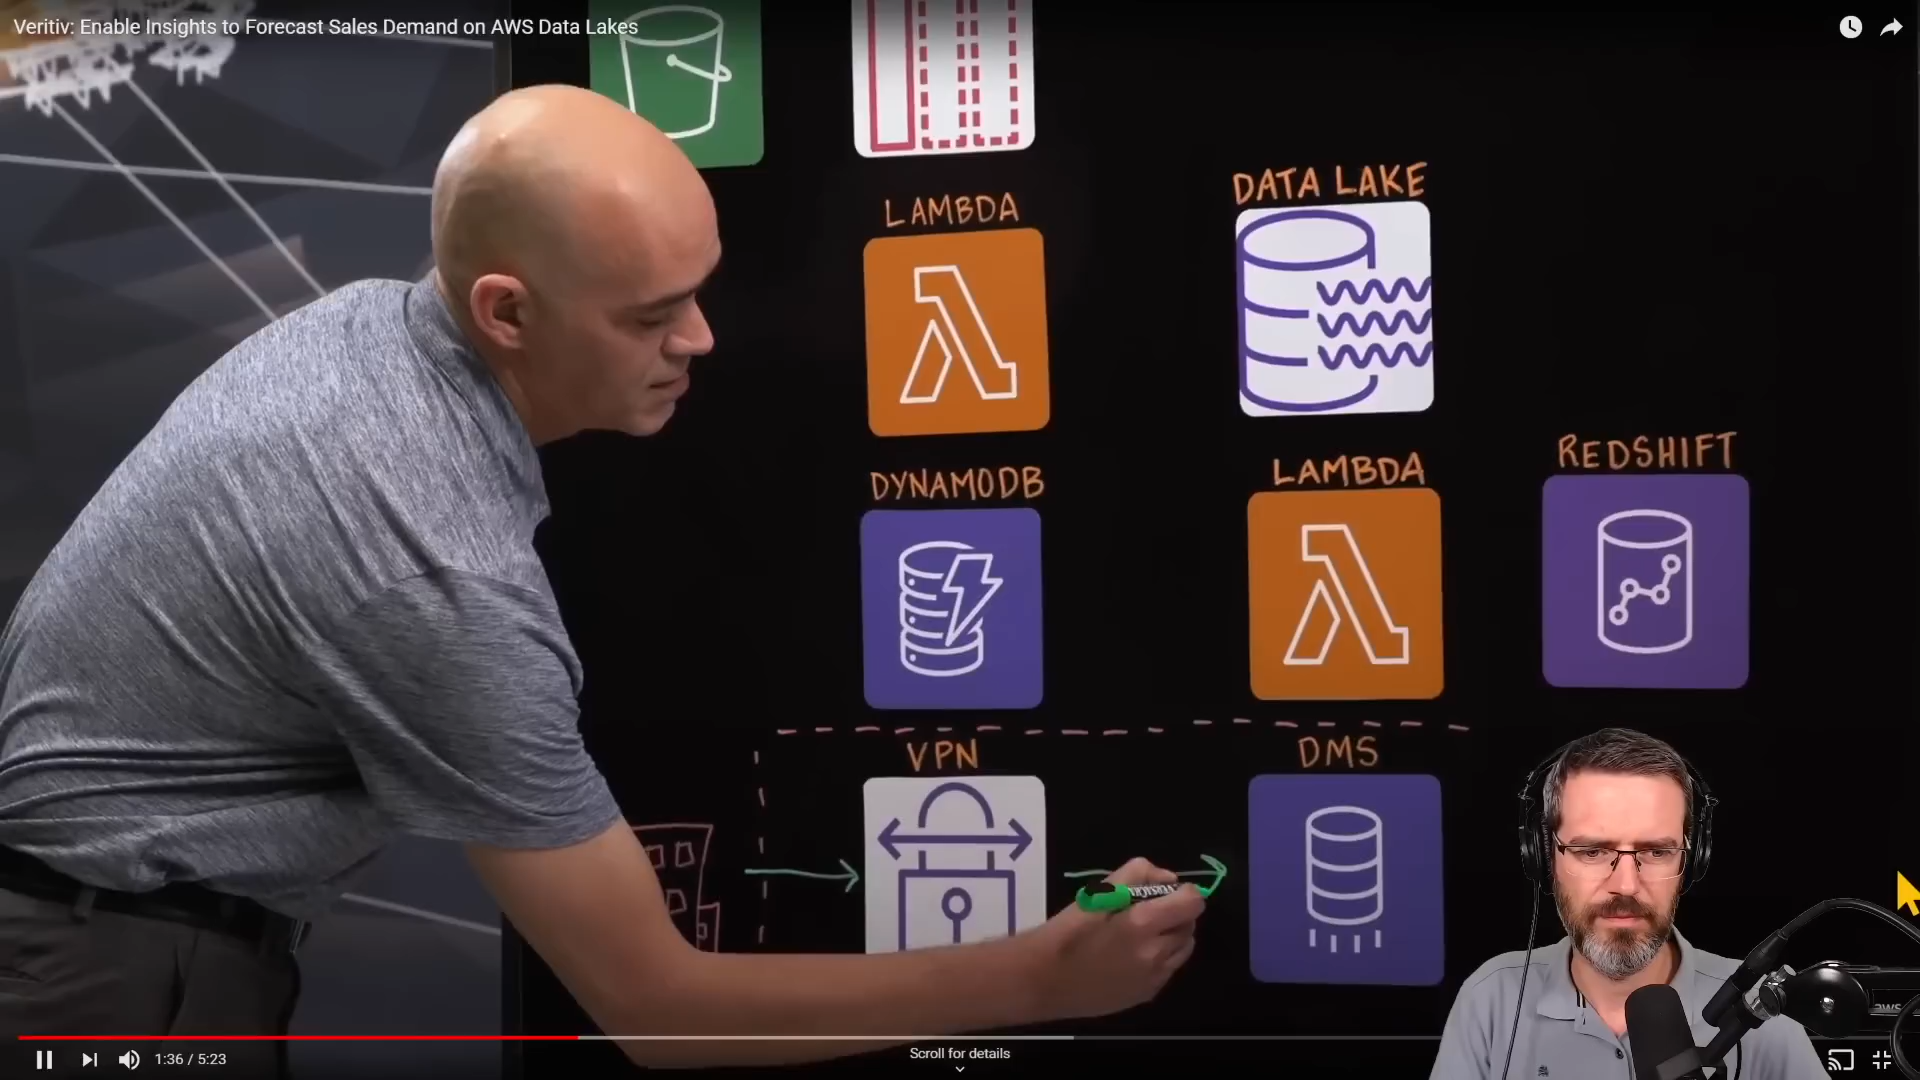 Veritiv: Enable Insights to Forecast Sales Demand on AWS Data Lakes
DATA LAKE
LAMBDA
REDSHIFT
LAMBDA
DYNAMODB
VPN
DMS
aws
1:36 / 5:23
Scroll for details